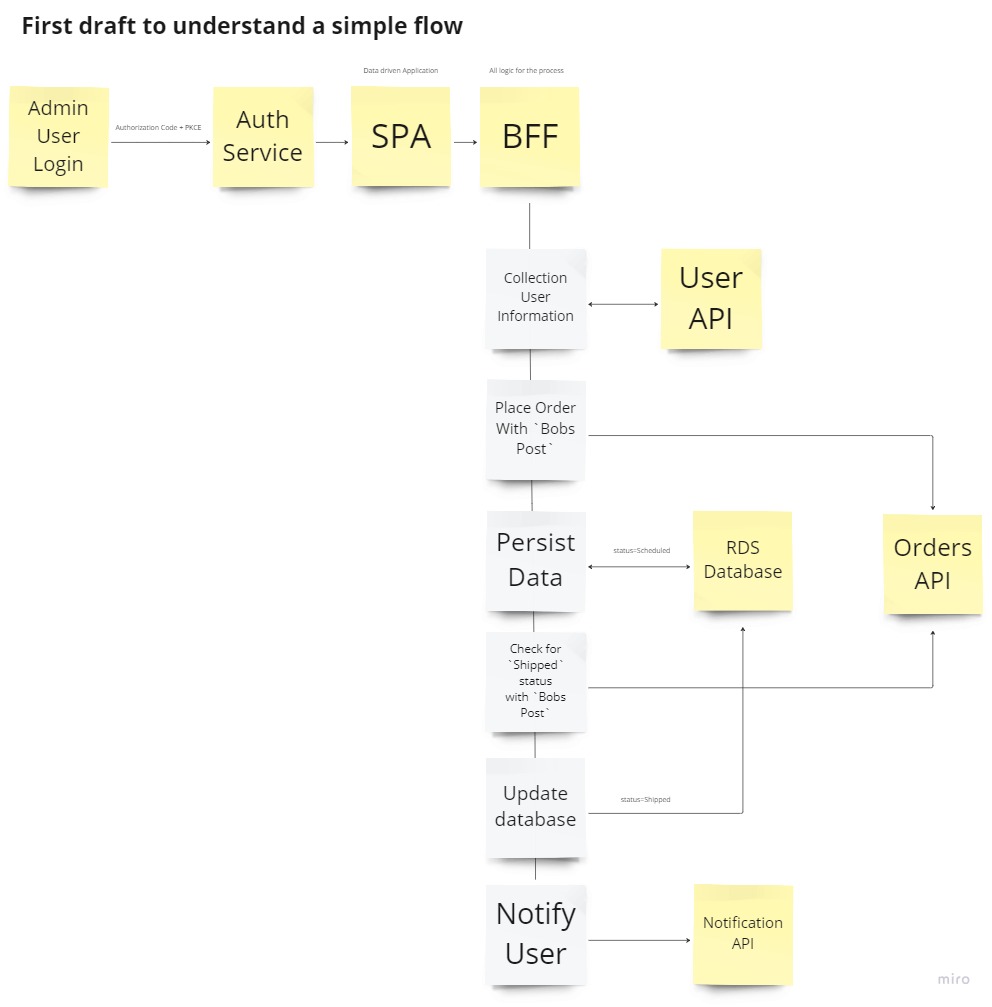 First draft to understand a simple flow
Data driven Application
All logic for the process
Admin
User
Login
Authorization Code + PKCE
Auth
Service
SPA
BFF
Collection
User
Information
User
API
Place Order
With `Bobs
Post`
Persist
Data
status=Scheduled
RDS
Database
Orders
API
Check for
`Shipped`
status
with `Bobs
Post`
Update
database
status=Shipped
Notify
User
Notification
API
miro